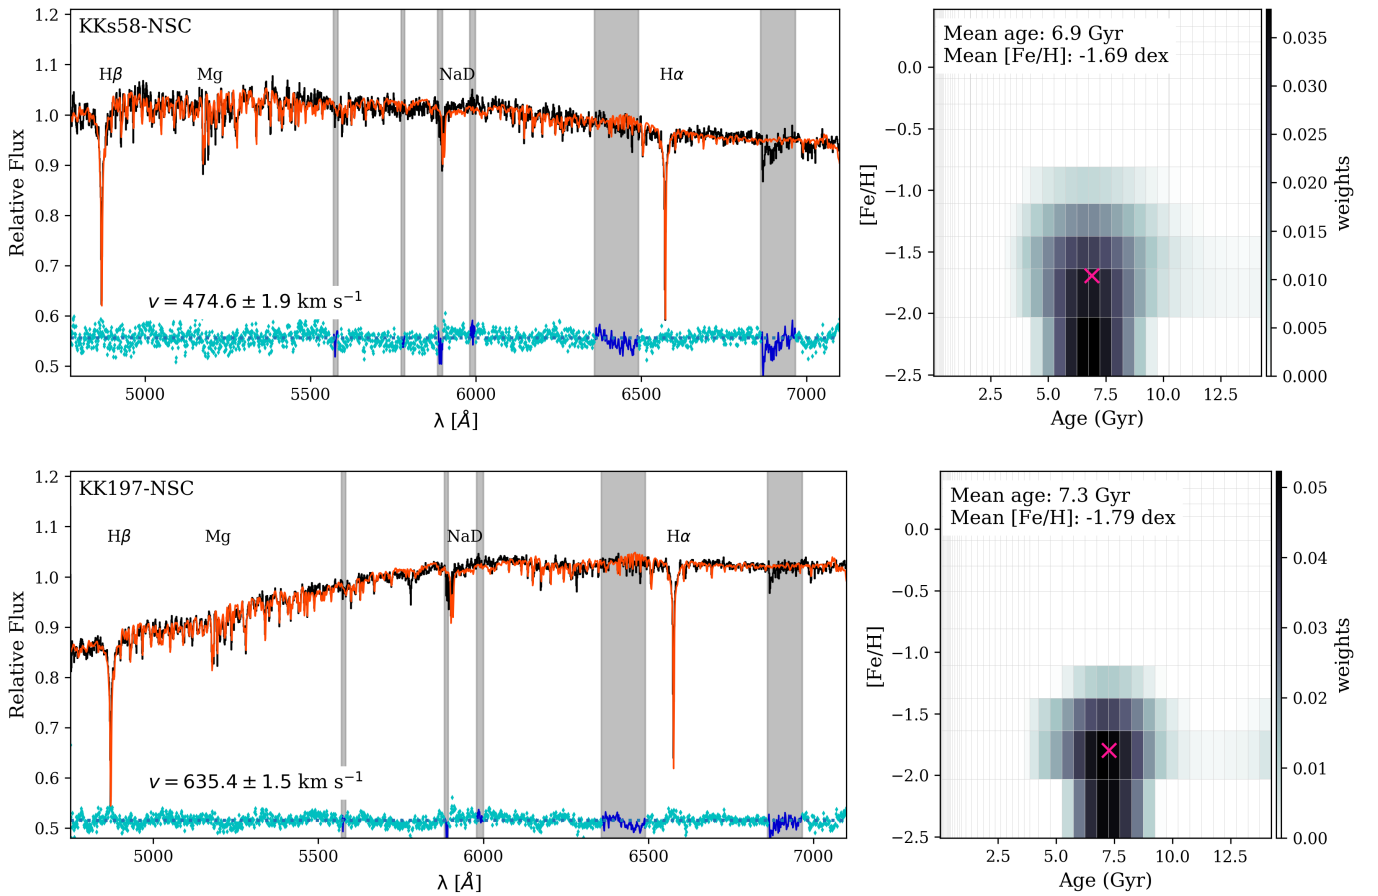 KKs58-NSC
Hβ
Mg
NaD
Hα
v = 474.6 ± 1.9 km s⁻¹
Relative Flux
1.2
1.1
1.0
0.9
0.8
0.7
0.6
0.5
5000
5500
6000
6500
7000
λ [Å]
Mean age: 6.9 Gyr
Mean [Fe/H]: -1.69 dex
[Fe/H]
0.0
−0.5
−1.0
−1.5
−2.0
−2.5
2.5
5.0
7.5
10.0
12.5
Age (Gyr)
0.035
0.030
0.025
0.020
0.015
0.010
0.005
0.000
weights
KK197-NSC
Hβ
Mg
NaD
Hα
v = 635.4 ± 1.5 km s⁻¹
Relative Flux
1.2
1.1
1.0
0.9
0.8
0.7
0.6
0.5
5000
5500
6000
6500
7000
λ [Å]
Mean age: 7.3 Gyr
Mean [Fe/H]: -1.79 dex
[Fe/H]
0.0
−0.5
−1.0
−1.5
−2.0
−2.5
2.5
5.0
7.5
10.0
12.5
Age (Gyr)
0.05
0.04
0.03
0.02
0.01
0.00
weights